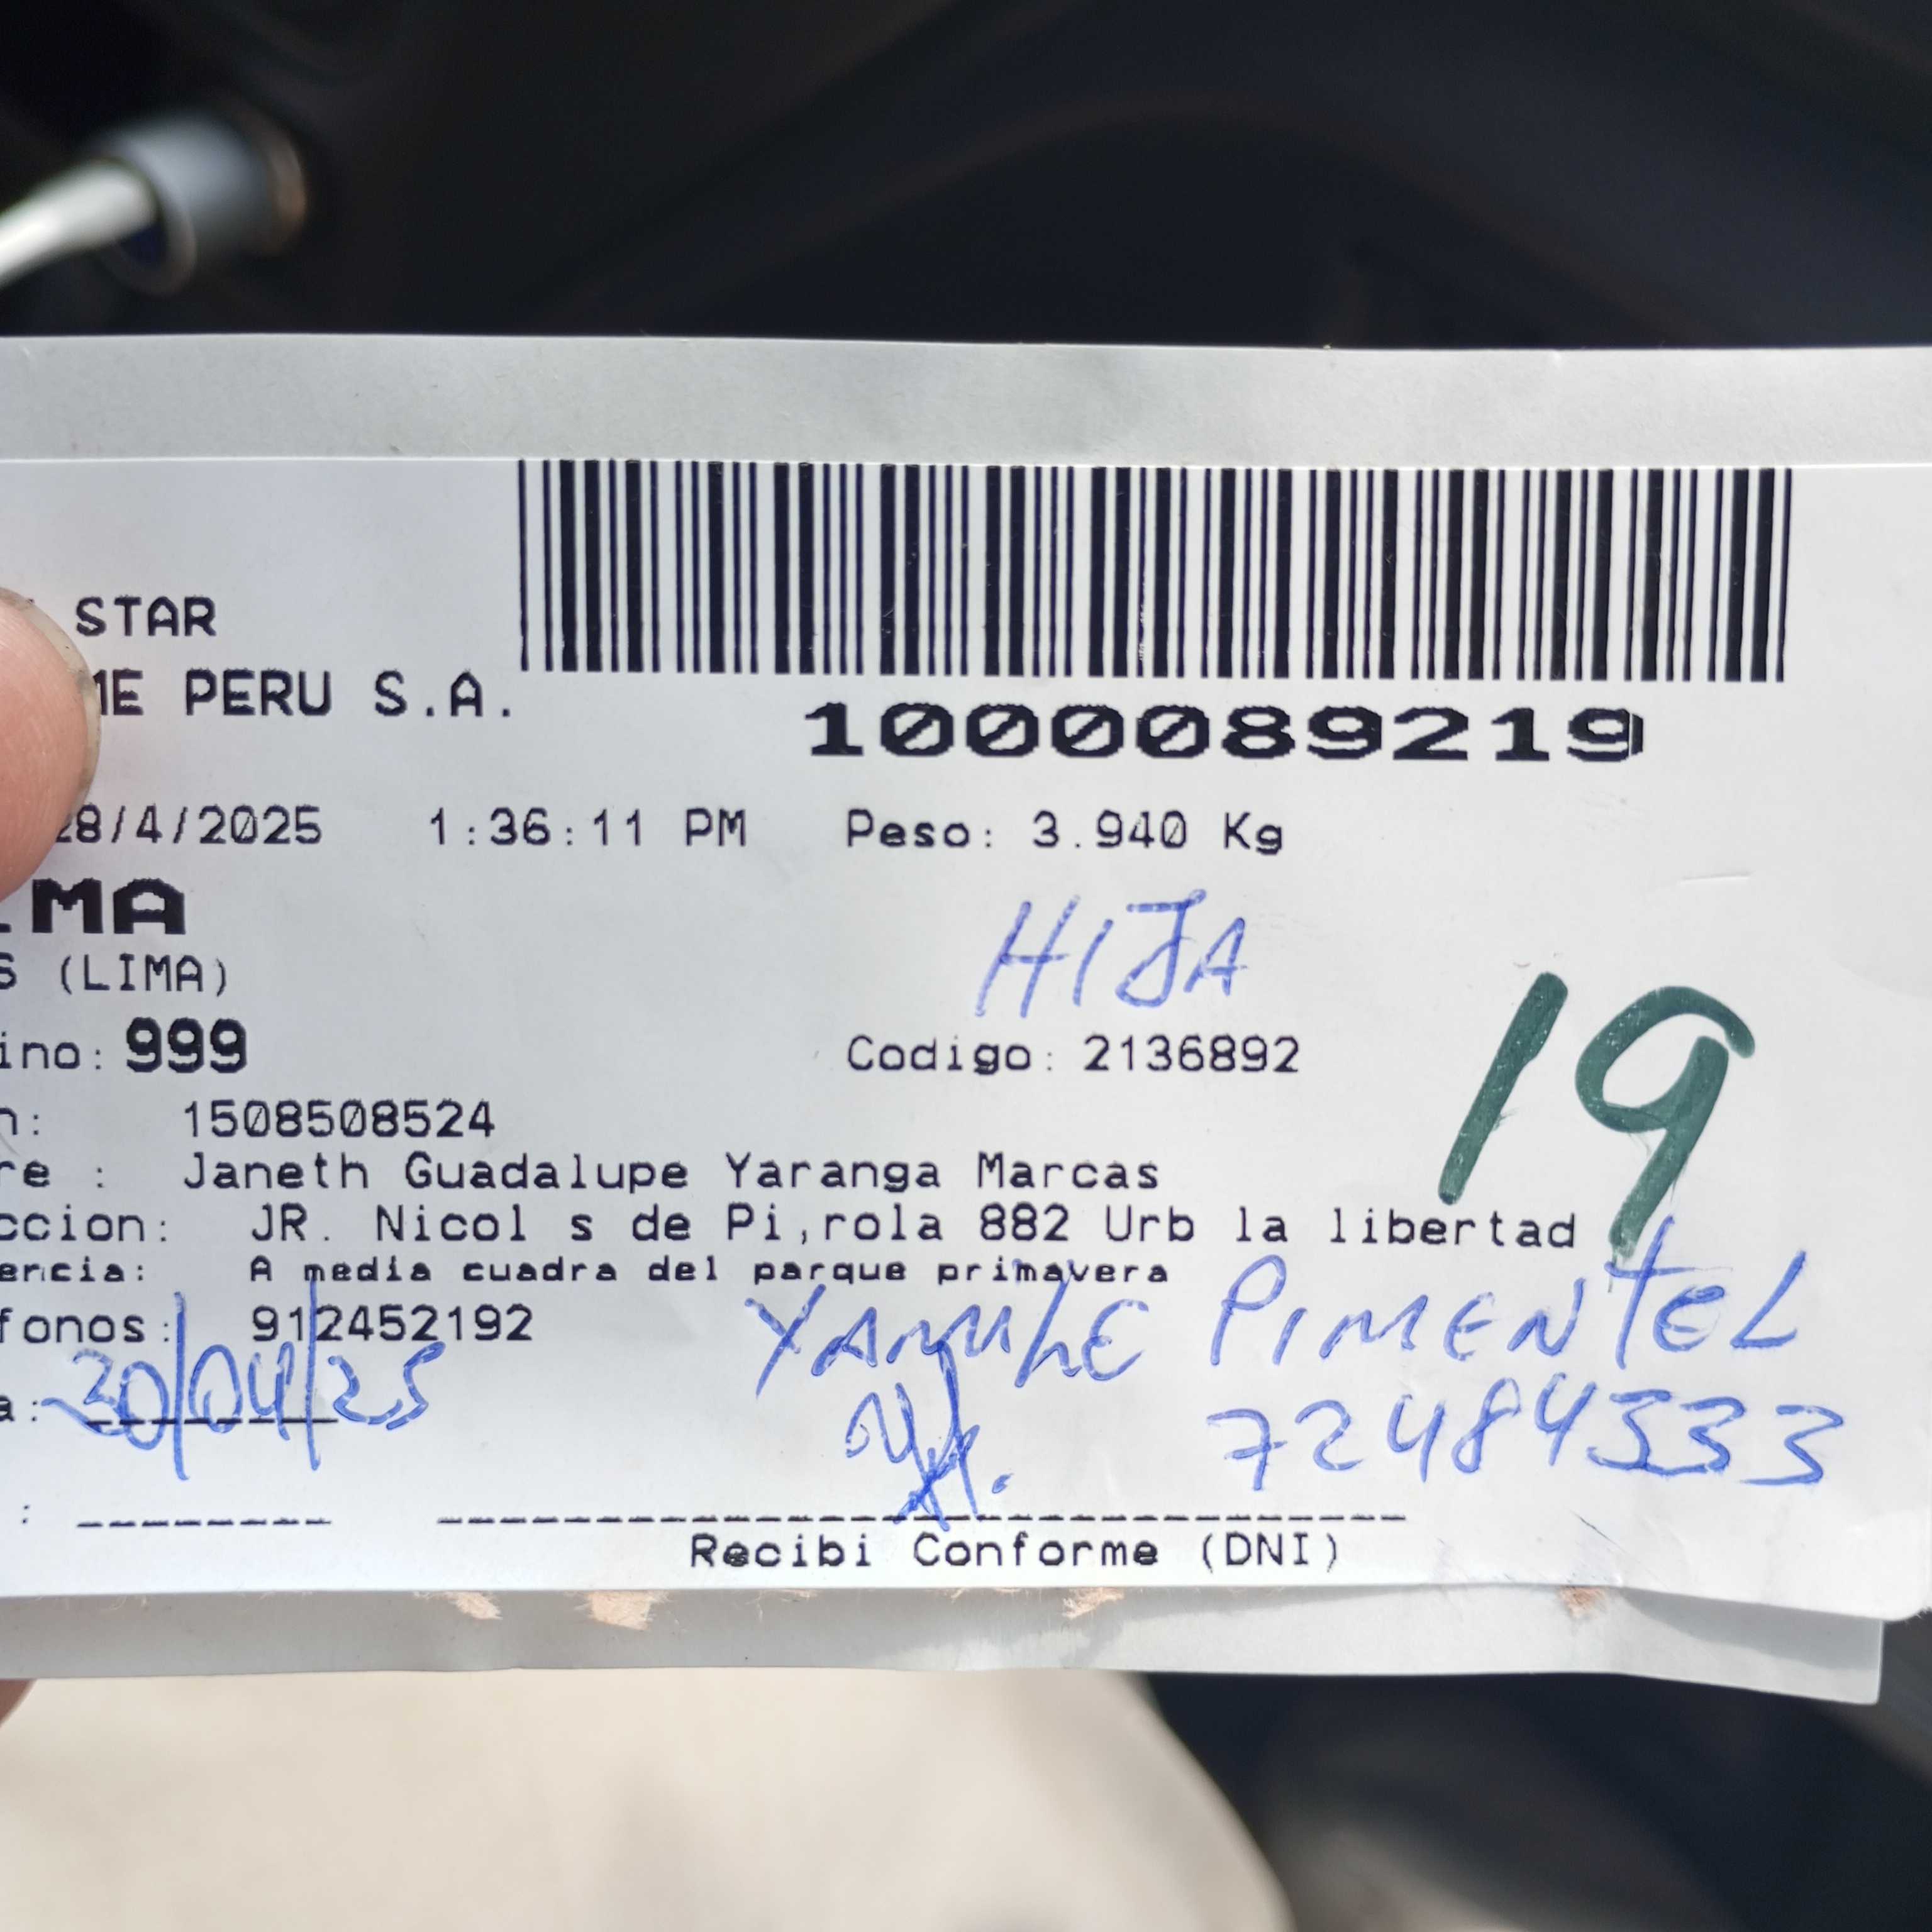 STAR
ME PERU S.A.
1000089219
28/4/2025 1:36:11 PM Peso: 3.940 Kg
IMA
HIJA
S (LIMA)
ino: 999
Codigo: 2136892
19
n: 1508508524
re : Janeth Guadalupe Yaranga Marcas
ccion: JR. Nicol s de Pi,rola 882 Urb la libertad
encia: A media cuadra del parque primavera
fonos: 912452192
PIMENTEL
a: 30/04/25
72484333
: 
Recibi Conforme (DNI)